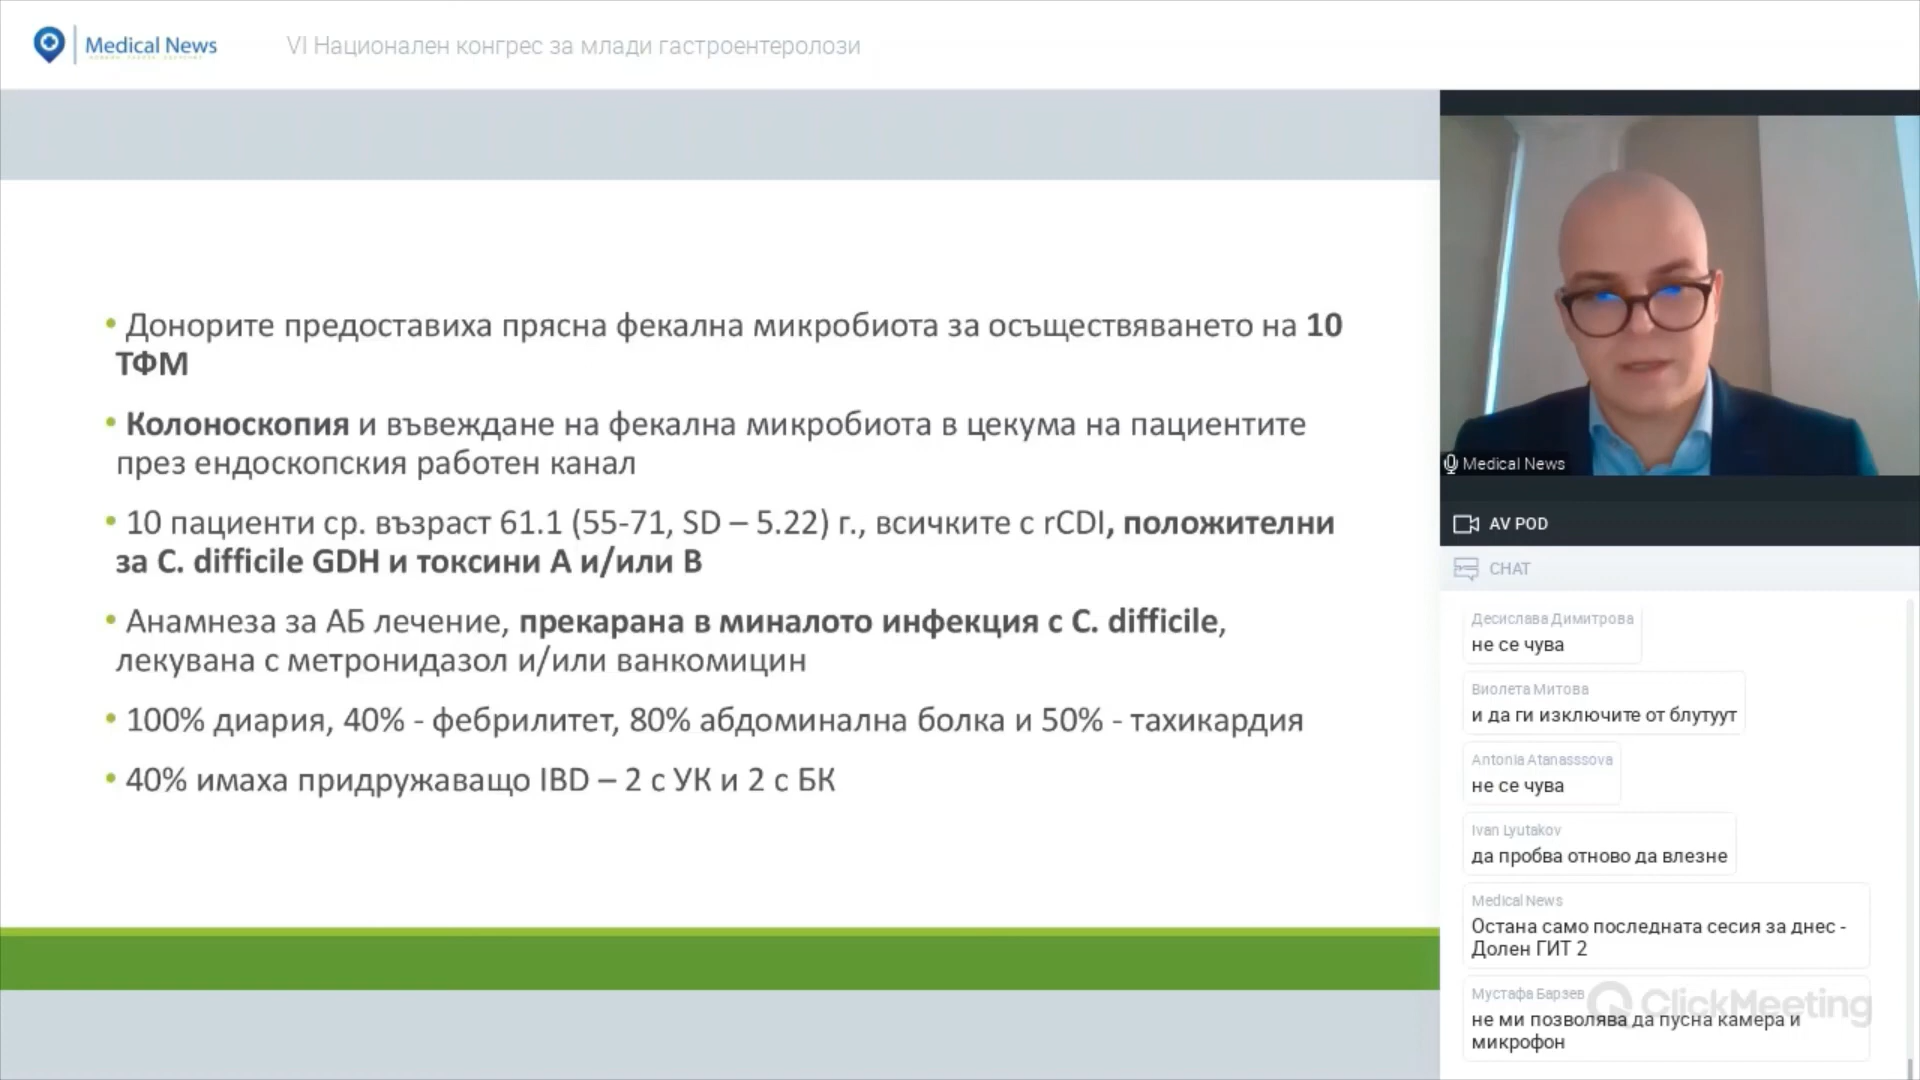 Medical News
VI Национален конгрес за млади гастроентеролози
• Донорите предоставиха прясна фекална микробиота за осъществяването на 10
ТФМ
• Колоноскопия и въвеждане на фекална микробиота в цекума на пациентите
през ендоскопския работен канал
• 10 пациенти ср. възраст 61.1 (55-71, SD – 5.22) г., всичките с rCDI, положителни
за C. difficile GDH и токсини А и/или В
• Анамнеза за АБ лечение, прекарана в миналото инфекция с C. difficile,
лекувана с метронидазол и/или ванкомицин
• 100% диария, 40% - фебрилитет, 80% абдоминална болка и 50% - тахикардия
• 40% имаха придружаващо IBD – 2 с УК и 2 с БК
Medical News
AV POD
CHAT
Десислава Димитрова
не се чува
Виолета Митова
и да ги изключите от блутуут
Antonia Atanasssova
не се чува
Ivan Lyutakov
да пробва отново да влезне
Medical News
Остана само последната сесия за днес -
Долен ГИТ 2
Мустафа Барзев
не ми позволява да пусна камера и
микрофон
ClickMeeting